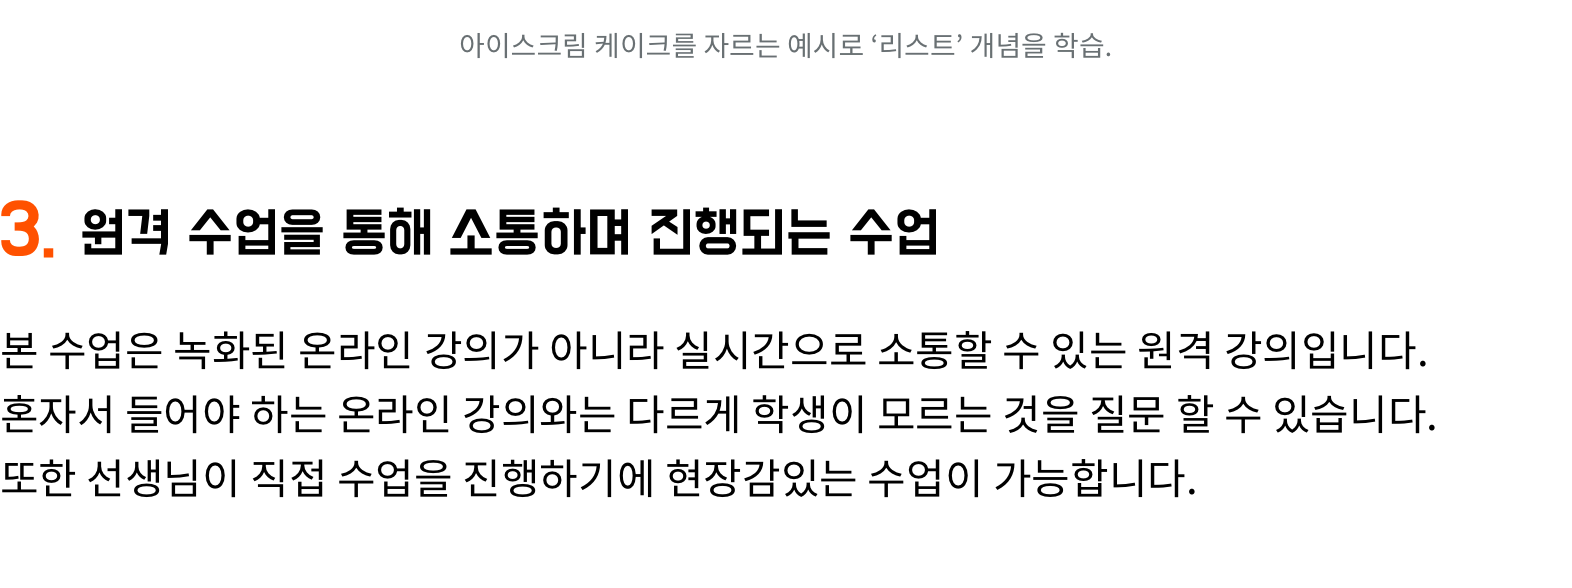 아이스크림 케이크를 자르는 예시로 ‘리스트’ 개념을 학습.
3. 원격 수업을 통해 소통하며 진행되는 수업
본 수업은 녹화된 온라인 강의가 아니라 실시간으로 소통할 수 있는 원격 강의입니다.
혼자서 들어야 하는 온라인 강의와는 다르게 학생이 모르는 것을 질문 할 수 있습니다.
또한 선생님이 직접 수업을 진행하기에 현장감있는 수업이 가능합니다.